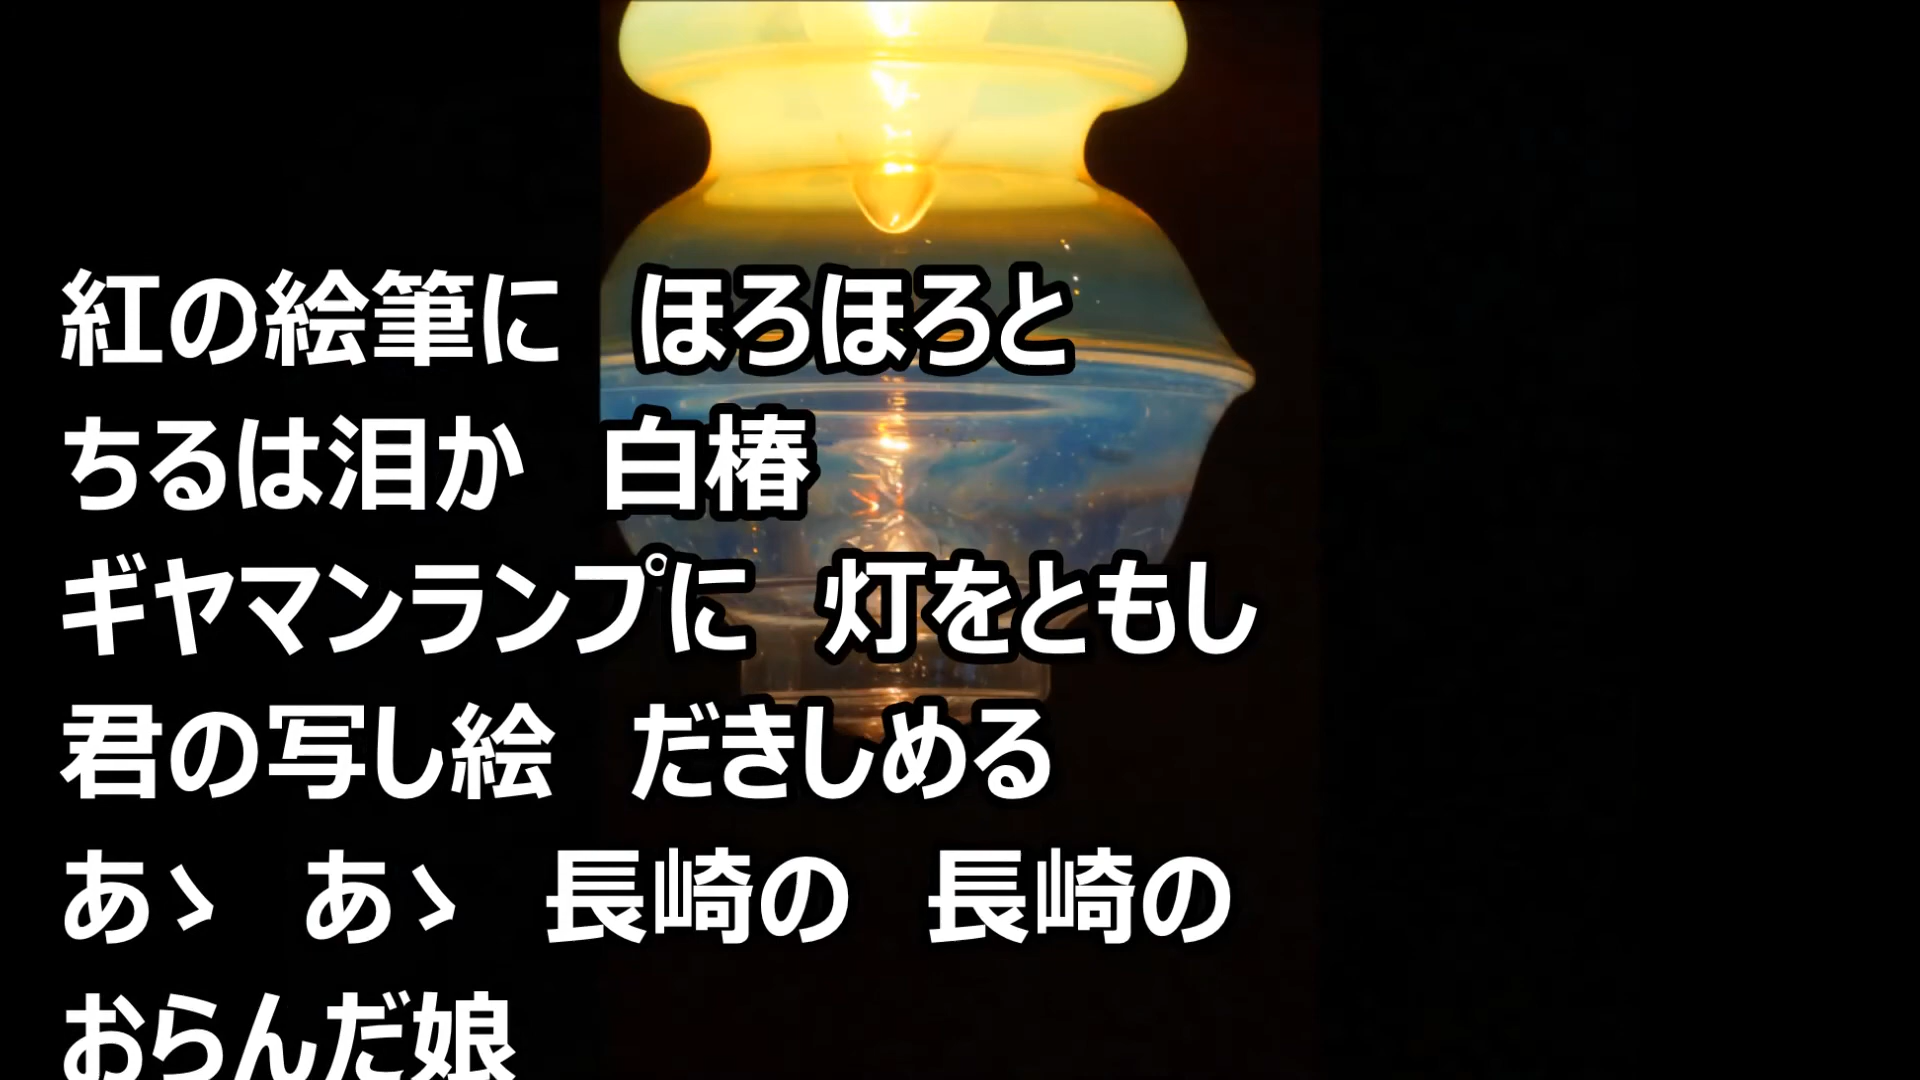 紅の絵筆に　ほろほろと
ちるは泪か　白椿
ギヤマンランプに　灯をともし
君の写し絵　だきしめる
あゝ　あゝ　長崎の　長崎の
おらんだ娘